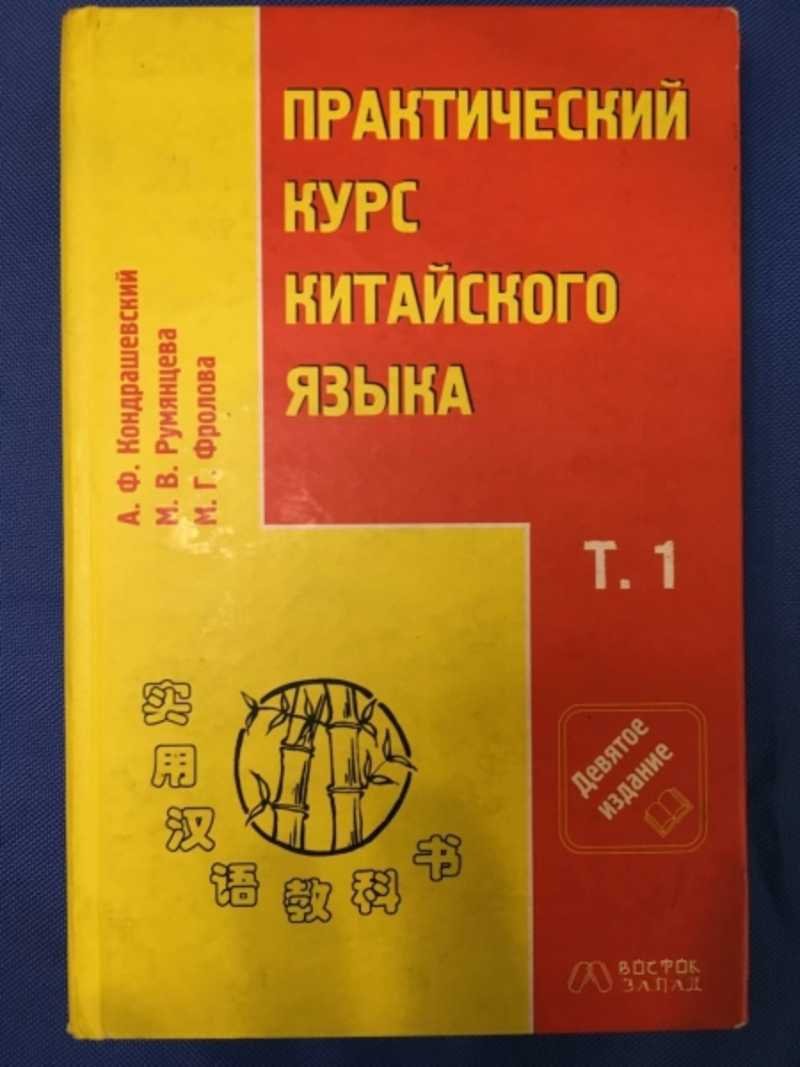 ПРАКТИЧЕСКИЙ
КУРС
КИТАЙСКОГО
ЯЗЫКА
А. Ф. Кондрашевский
М. В. Румянцева
М. Г. Фролова
Т. 1
实用汉语教科书
Девятое
издание
ВОСТОК
ЗАПАД